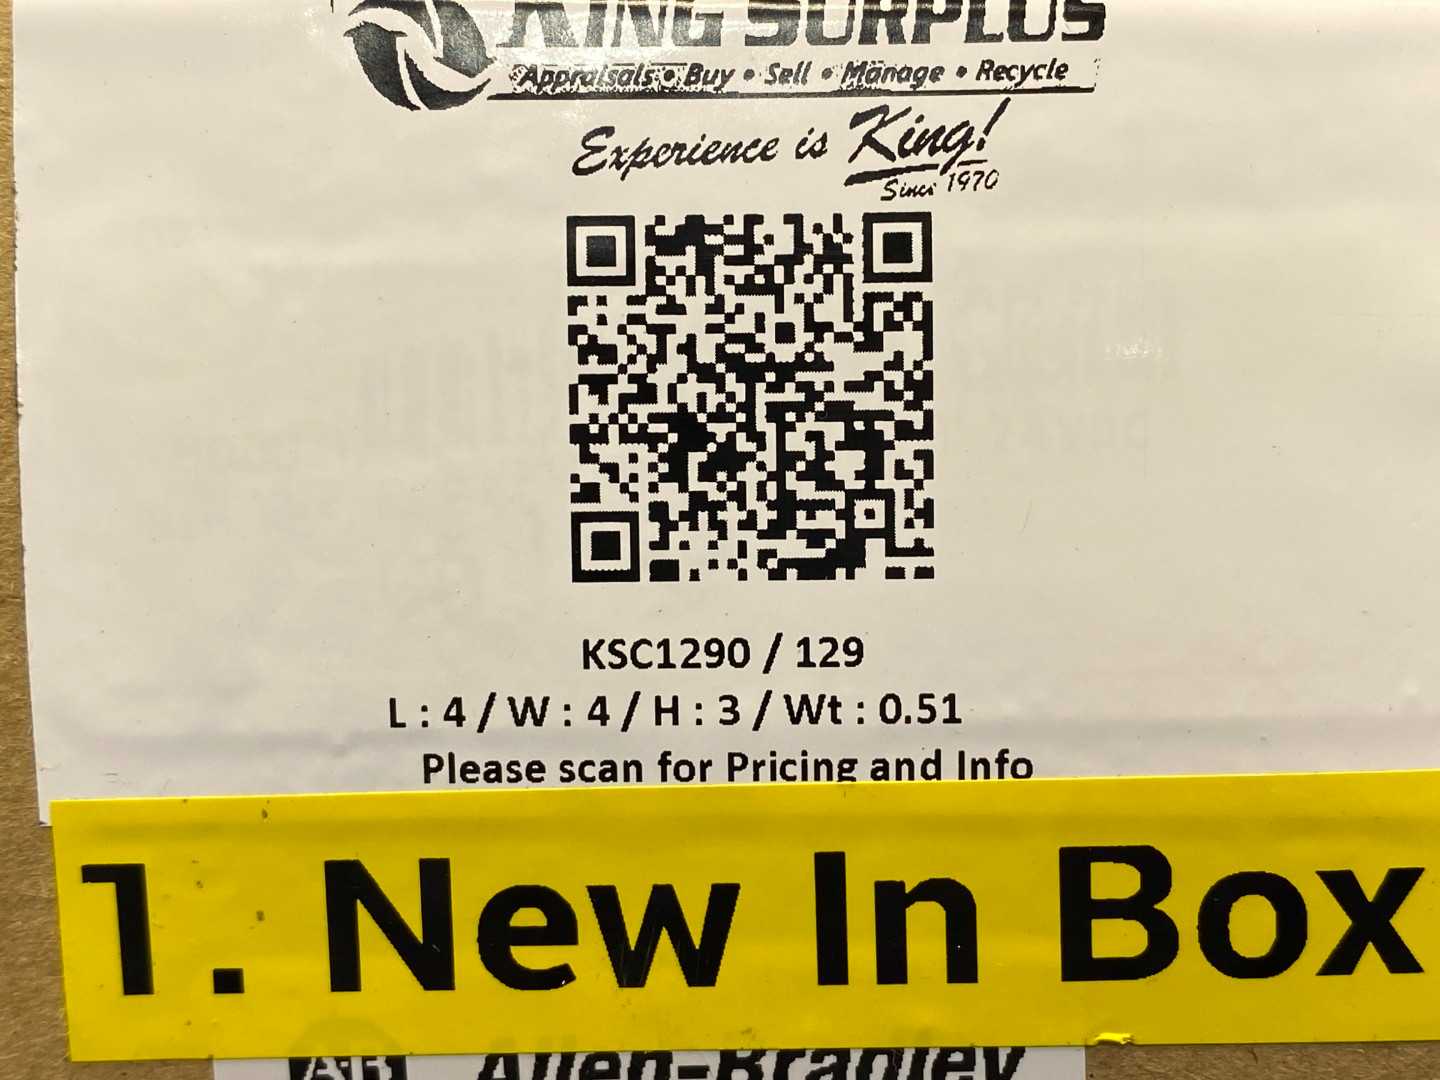 KING SURPLUS
Appraisals • Buy • Sell • Manage • Recycle
Experience is King!
Since 1970
KSC1290 / 129
L : 4 / W : 4 / H : 3 / Wt : 0.51
Please scan for Pricing and Info
1. New In Box
AB Allen-Bradley